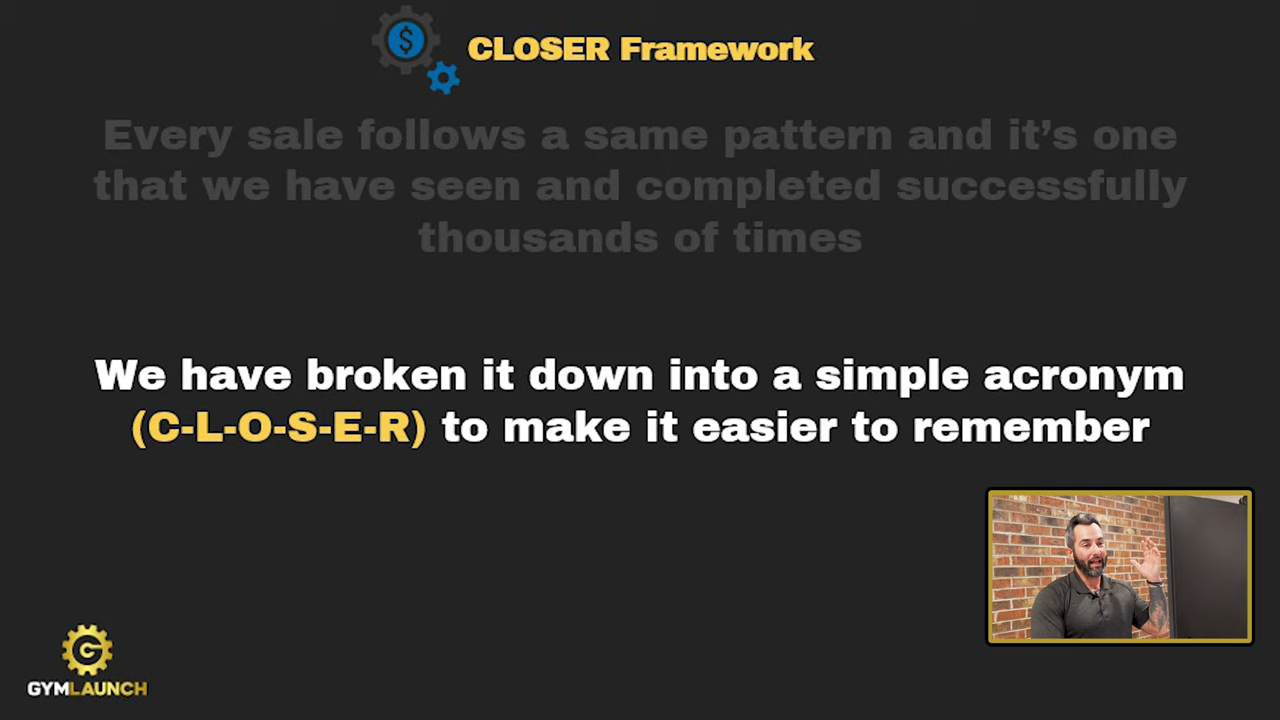 CLOSER Framework
Every sale follows a same pattern and it’s one
that we have seen and completed successfully
thousands of times
We have broken it down into a simple acronym
(C-L-O-S-E-R) to make it easier to remember
G
GYMLAUNCH